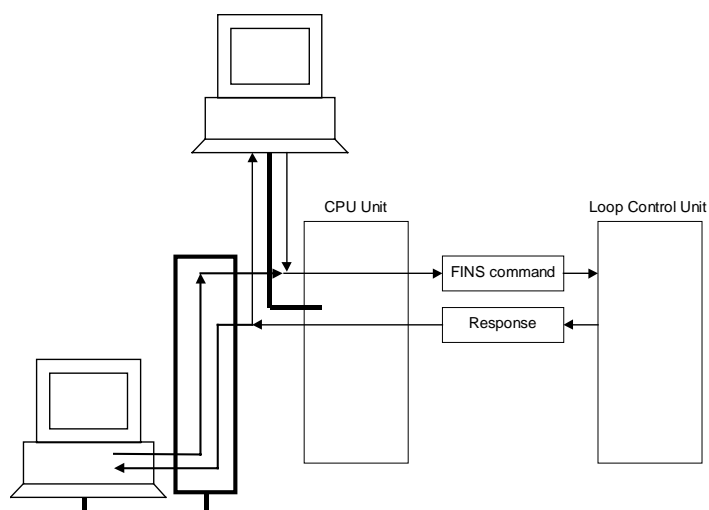 CPU Unit
Loop Control Unit
FINS command
Response